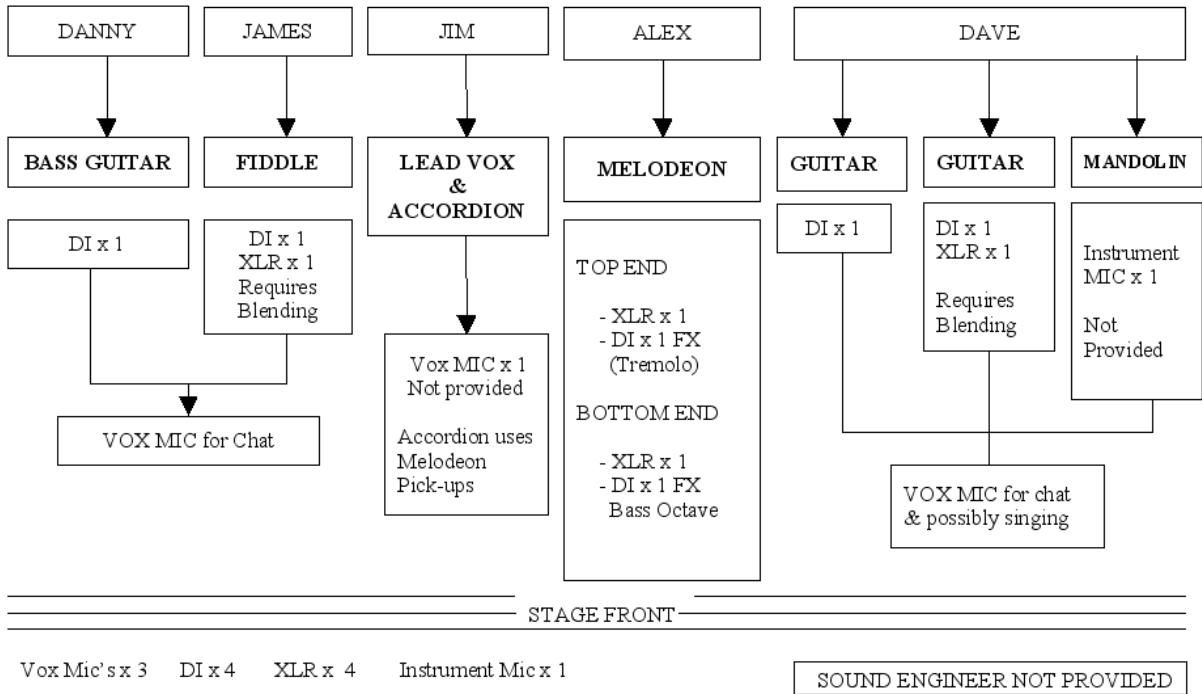 DANNY
JAMES
JIM
ALEX
DAVE
BASS GUITAR
FIDDLE
LEAD VOX
&
ACCORDION
MELODEON
GUITAR
GUITAR
MANDOLIN
DI x 1
DI x 1
XLR x 1
Requires
Blending
VOX MIC for Chat
Vox MIC x 1
Not provided
Accordion uses
Melodeon
Pick-ups
TOP END
- XLR x 1
- DI x 1 FX
(Tremolo)
BOTTOM END
- XLR x 1
- DI x 1 FX
Bass Octave
DI x 1
DI x 1
XLR x 1
Requires
Blending
Instrument
MIC x 1
Not
Provided
VOX MIC for chat
& possibly singing
STAGE FRONT
Vox Mic's x 3 DI x 4 XLR x 4 Instrument Mic x 1
SOUND ENGINEER NOT PROVIDED